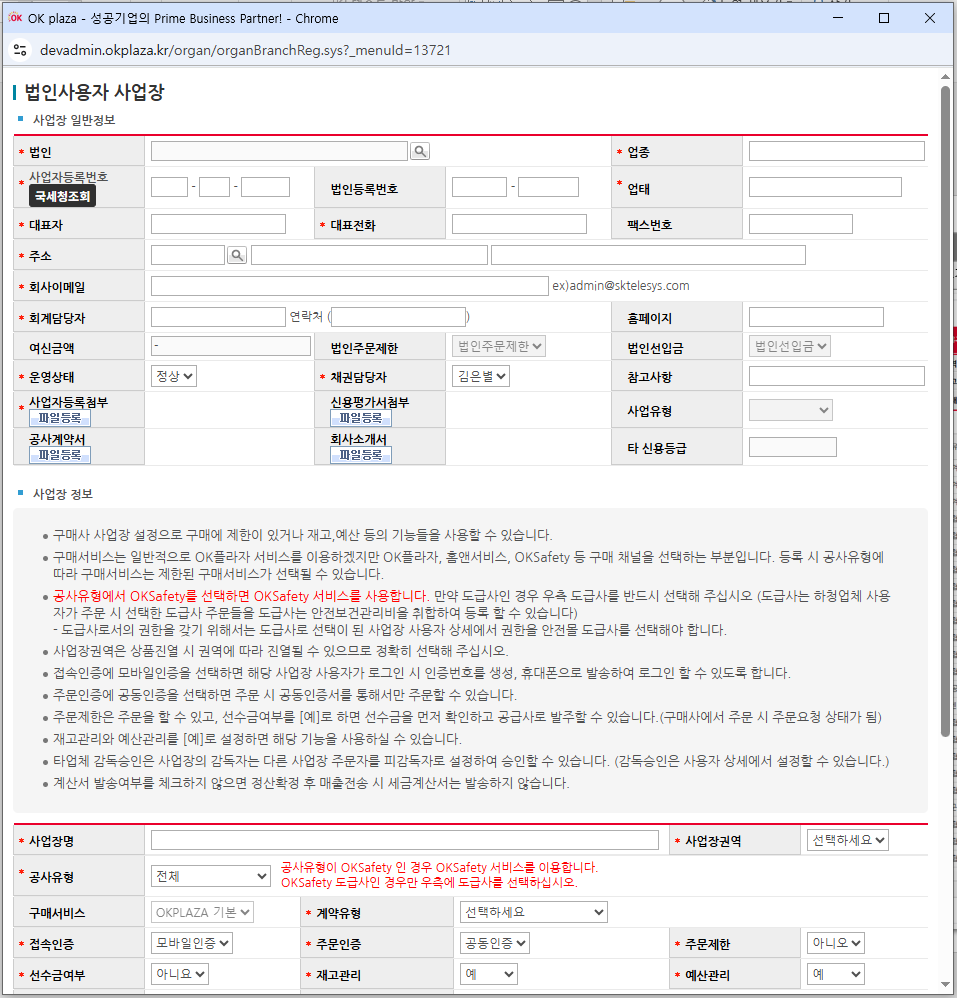 OK plaza - 성공기업의 Prime Business Partner! - Chrome
devadmin.okplaza.kr/organ/organBranchReg.sys?_menuId=13721
법인사용자 사업장
사업장 일반정보
* 법인 * 업종
* 사업자등록번호 - - 법인등록번호 - * 업태
국세청조회
* 대표자 * 대표전화 팩스번호
* 주소
* 회사이메일 ex)admin@sktelesys.com
* 회계담당자 연락처 ( ) 홈페이지
여신금액 - 법인주문제한 법인주문제한 법인선입금 법인선입금
* 운영상태 정상 * 채권담당자 김은별 참고사항
* 사업자등록첨부 신용평가서첨부 사업유형
파일등록 파일등록
공사계약서 회사소개서 타 신용등급
파일등록 파일등록
사업장 정보
● 구매사 사업장 설정으로 구매에 제한이 있거나 재고,예산 등의 기능들을 사용할 수 있습니다.
● 구매서비스는 일반적으로 OK플라자 서비스를 이용하겠지만 OK플라자, 홈앤서비스, OKSafety 등 구매 채널을 선택하는 부분입니다. 등록 시 공사유형에
따라 구매서비스는 제한된 구매서비스가 선택될 수 있습니다.
● 공사유형에서 OKSafety를 선택하면 OKSafety 서비스를 사용합니다. 만약 도급사인 경우 우측 도급사를 반드시 선택해 주십시오 (도급사는 하청업체 사용
자가 주문 시 선택한 도급사 주문들을 도급사는 안전보건관리비을 취합하여 등록 할 수 있습니다)
- 도급사로서의 권한을 갖기 위해서는 도급사로 선택이 된 사업장 사용자 상세에서 권한을 안전몰 도급사를 선택해야 합니다.
● 사업장권역은 상품진열 시 권역에 따라 진열될 수 있으므로 정확히 선택해 주십시오.
● 접속인증에 모바일인증을 선택하면 해당 사업장 사용자가 로그인 시 인증번호를 생성, 휴대폰으로 발송하여 로그인 할 수 있도록 합니다.
● 주문인증에 공동인증을 선택하면 주문 시 공동인증서를 통해서만 주문할 수 있습니다.
● 주문제한은 주문을 할 수 있고, 선수금여부를 [예]로 하면 선수금을 먼저 확인하고 공급사로 발주할 수 있습니다.(구매사에서 주문 시 주문요청 상태가 됨)
● 재고관리와 예산관리를 [예]로 설정하면 해당 기능을 사용하실 수 있습니다.
● 타업체 감독승인은 사업장의 감독자는 다른 사업장 주문자를 피감독자로 설정하여 승인할 수 있습니다. (감독승인은 사용자 상세에서 설정할 수 있습니다.)
● 계산서 발송여부를 체크하지 않으면 정산확정 후 매출전송 시 세금계산서는 발송하지 않습니다.
* 사업장명 * 사업장권역 선택하세요
* 공사유형 전체 공사유형이 OKSafety 인 경우 OKSafety 서비스를 이용합니다.
OKSafety 도급사인 경우만 우측에 도급사를 선택하십시오.
구매서비스 OKPLAZA 기본 * 계약유형 선택하세요
* 접속인증 모바일인증 * 주문인증 공동인증 * 주문제한 아니오
* 선수금여부 아니요 * 재고관리 예 * 예산관리 예